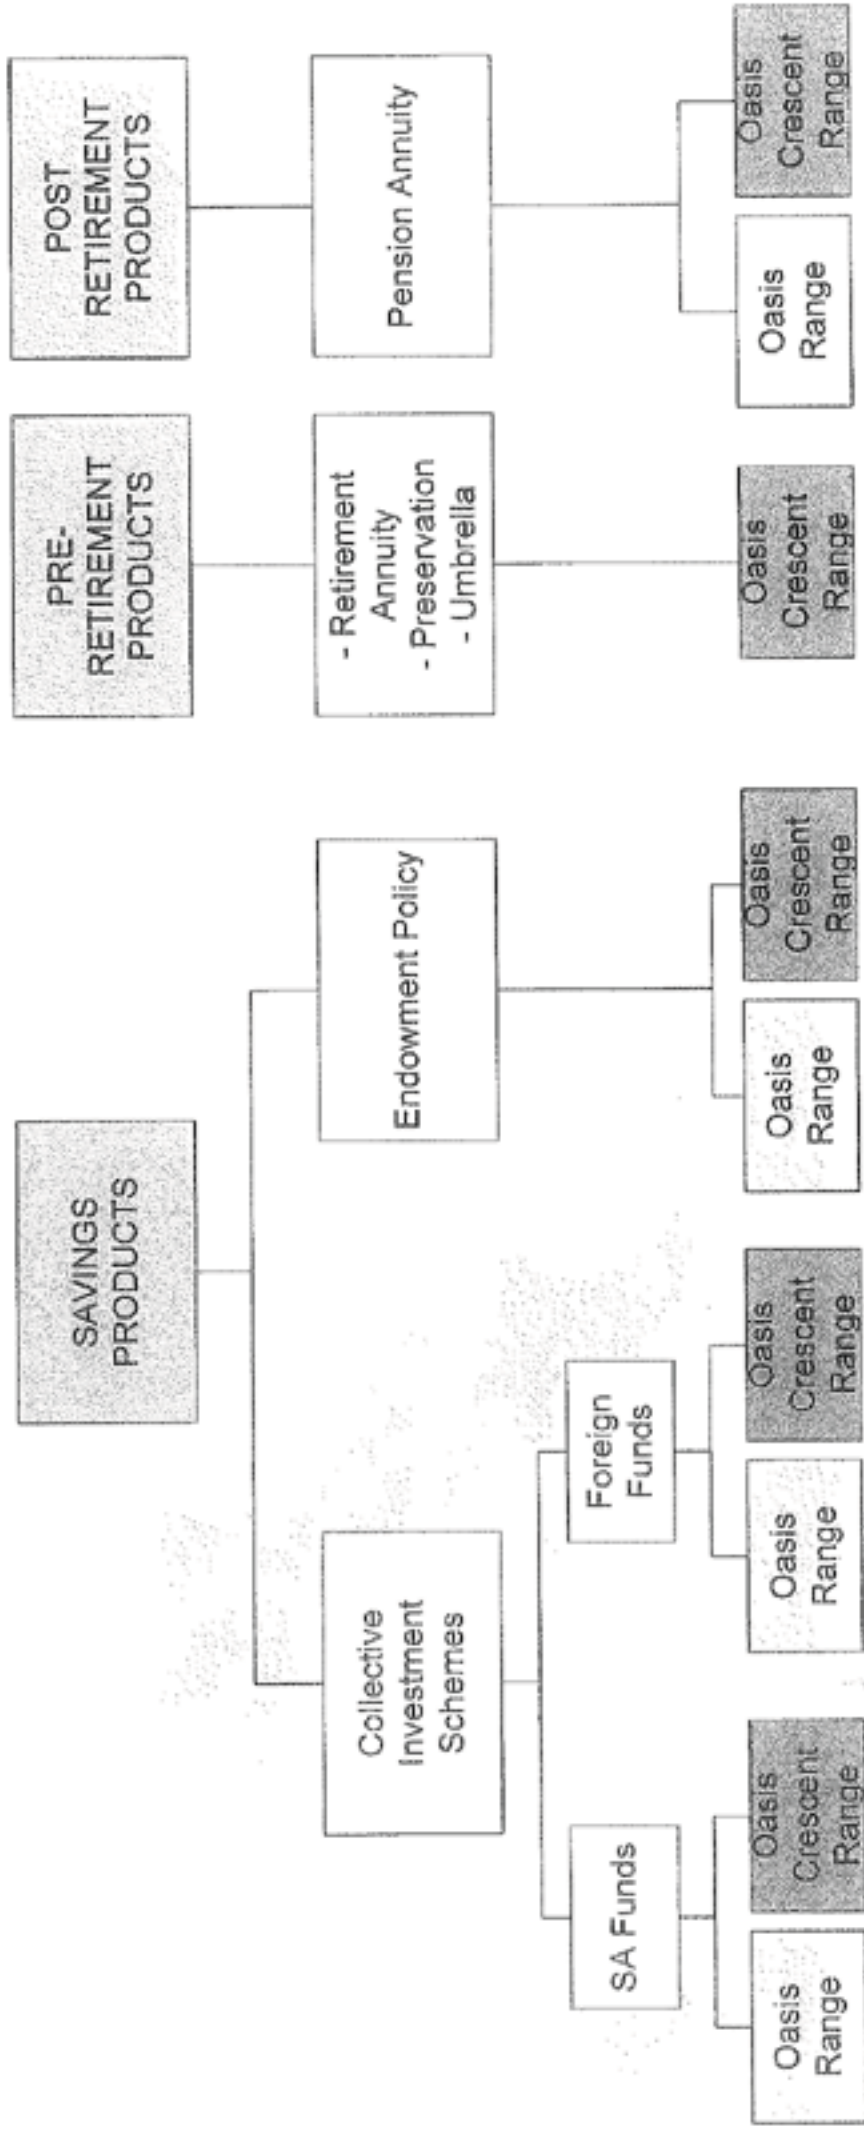 SAVINGS
PRODUCTS
PRE-
RETIREMENT
PRODUCTS
POST
RETIREMENT
PRODUCTS
Collective
Investment
Schemes
Endowment Policy
- Retirement
Annuity
- Preservation
- Umbrella
Pension Annuity
SA Funds
Foreign
Funds
Oasis
Range
Oasis
Crescent
Range
Oasis
Range
Oasis
Crescent
Range
Oasis
Range
Oasis
Crescent
Range
Oasis
Crescent
Range
Oasis
Range
Oasis
Crescent
Range